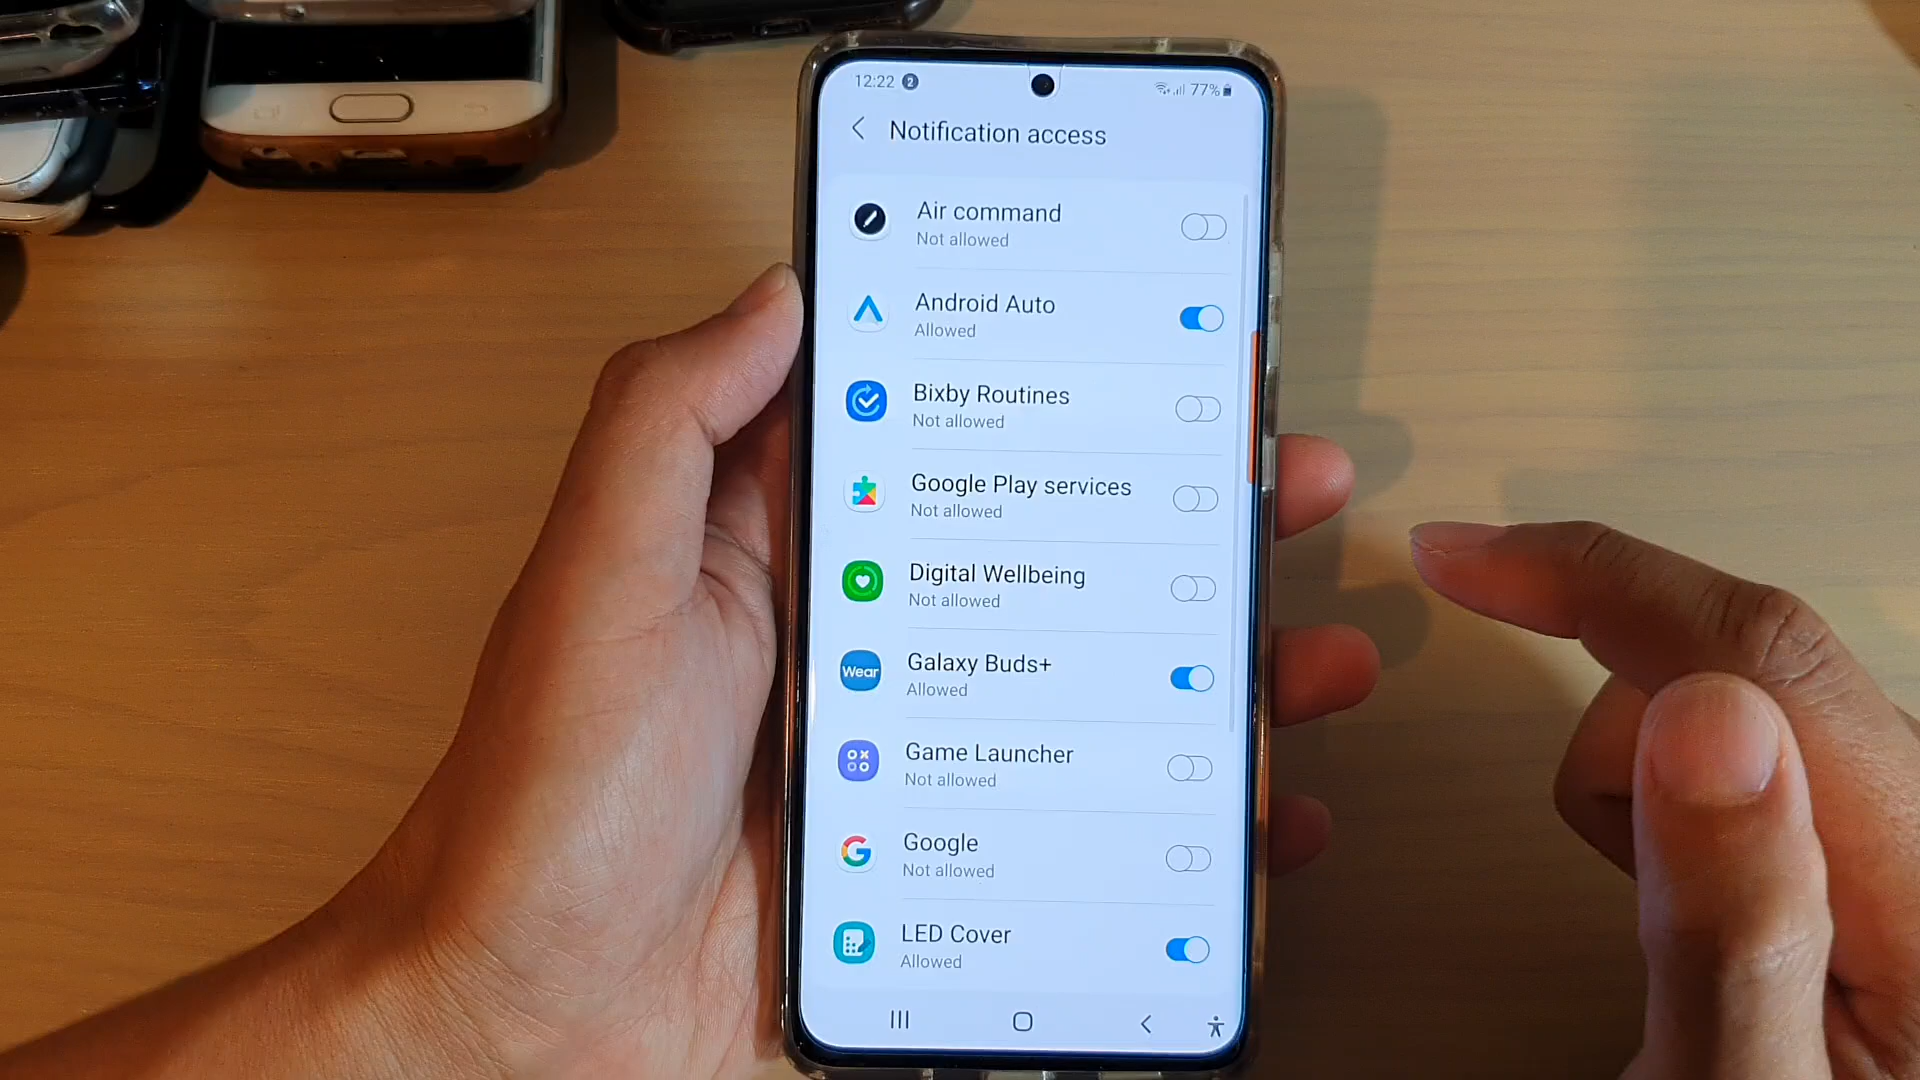 12:22 2 77%
Notification access
Air command
Not allowed
Android Auto
Allowed
Bixby Routines
Not allowed
Google Play services
Not allowed
Digital Wellbeing
Not allowed
Wear
Galaxy Buds+
Allowed
Game Launcher
Not allowed
Google
Not allowed
LED Cover
Allowed